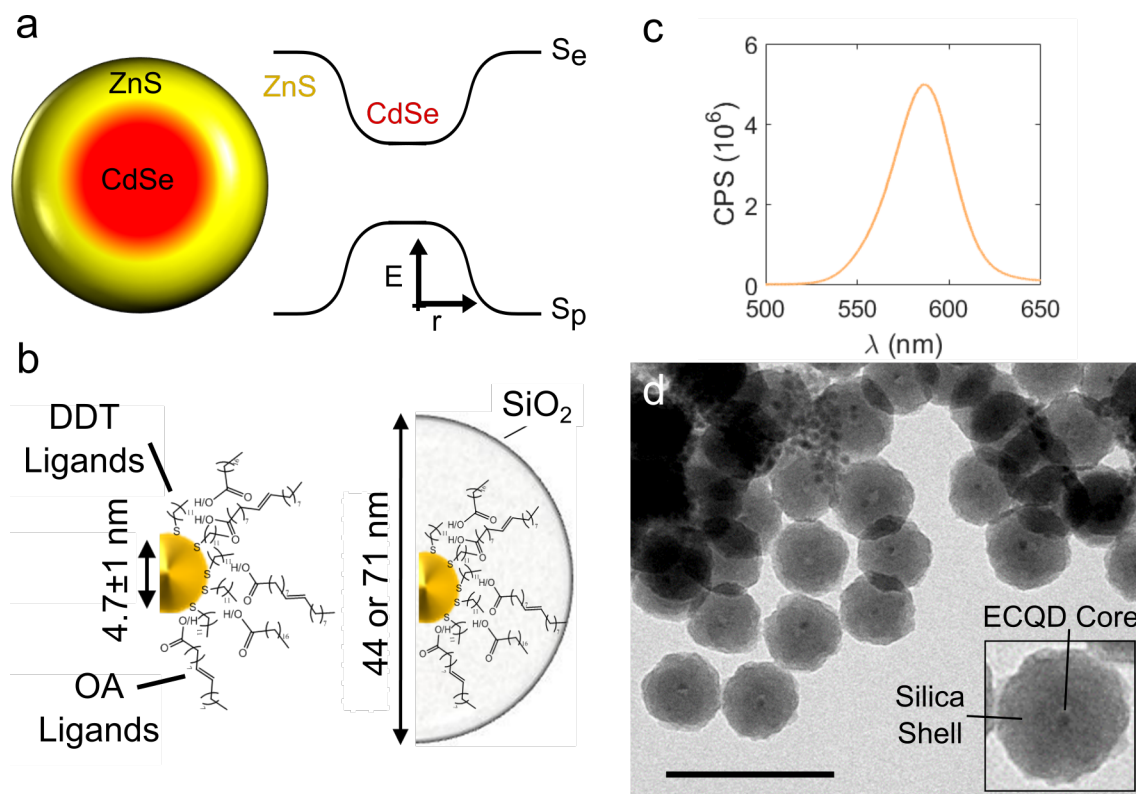 a
ZnS
CdSe
ZnS
CdSe
Se
Sp
E
r
b
DDT
Ligands
4.7±1 nm
OA
Ligands
44 or 71 nm
SiO2
c
6
4
2
0
CPS (10^6)
500
550
600
650
λ (nm)
d
ECQD Core
Silica
Shell